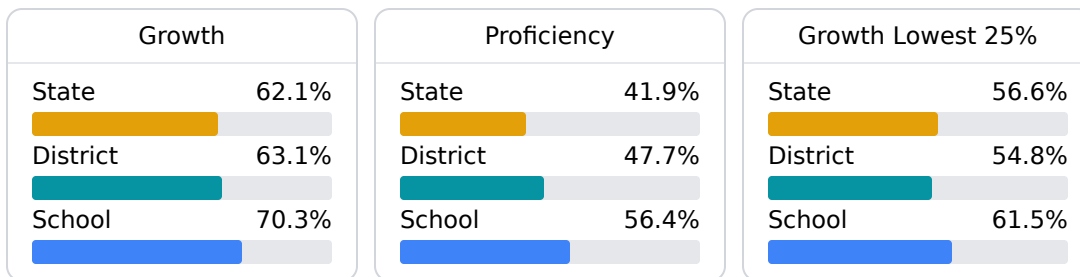 Growth
State 62.1%
District 63.1%
School 70.3%
Proficiency
State 41.9%
District 47.7%
School 56.4%
Growth Lowest 25%
State 56.6%
District 54.8%
School 61.5%